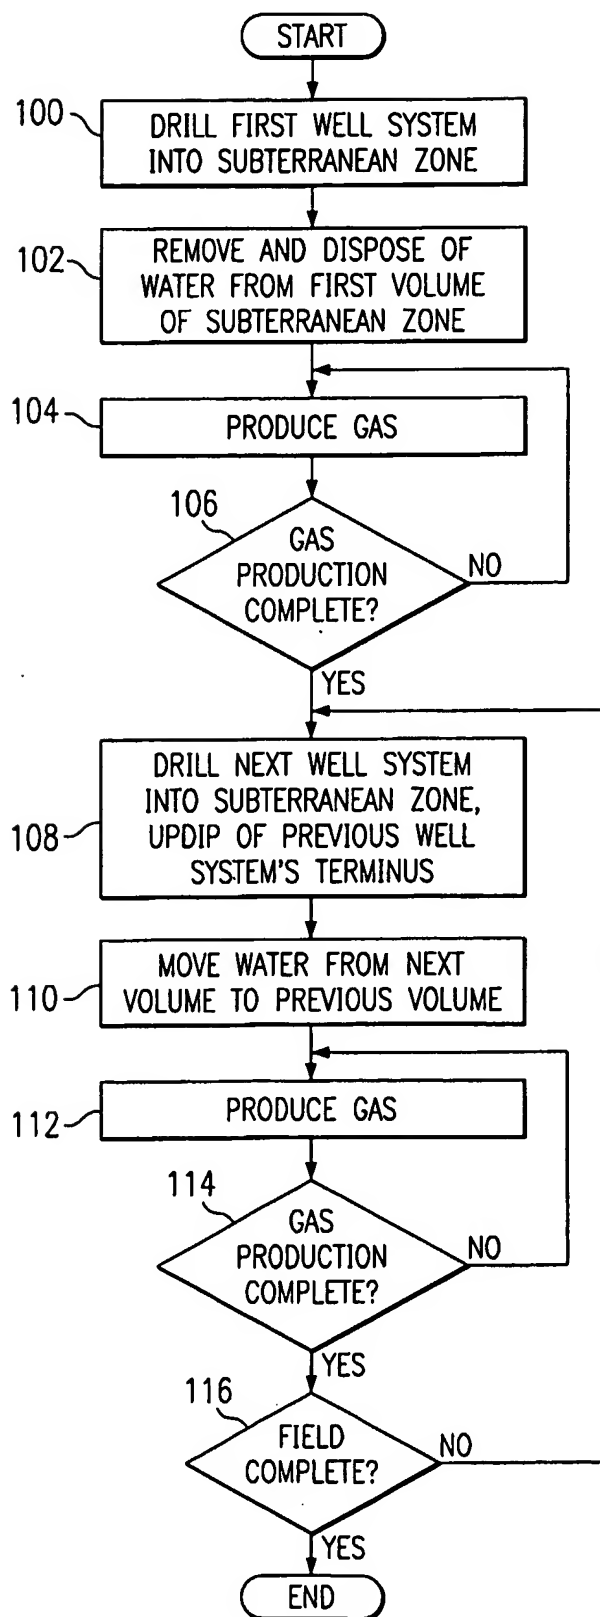 START
100
DRILL FIRST WELL SYSTEM
INTO SUBTERRANEAN ZONE
102
REMOVE AND DISPOSE OF
WATER FROM FIRST VOLUME
OF SUBTERRANEAN ZONE
104
PRODUCE GAS
106
GAS
PRODUCTION
COMPLETE?
NO
YES
108
DRILL NEXT WELL SYSTEM
INTO SUBTERRANEAN ZONE,
UPDIP OF PREVIOUS WELL
SYSTEM'S TERMINUS
110
MOVE WATER FROM NEXT
VOLUME TO PREVIOUS VOLUME
112
PRODUCE GAS
114
GAS
PRODUCTION
COMPLETE?
NO
YES
116
FIELD
COMPLETE?
NO
YES
END